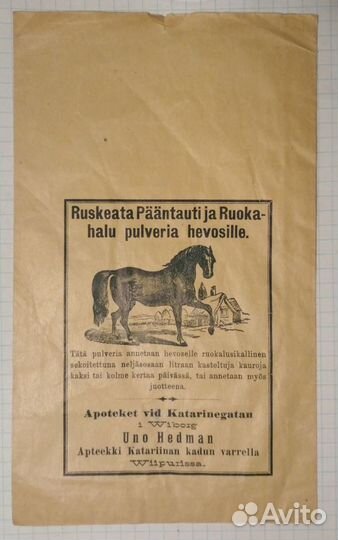 Ruskeata Pääntauti ja Ruoka-
halu pulveria hevosille.
Tätä pulveria annetaan hevoselle ruokalusikallinen
sekoitettuna neljäsosaan litraan kasteltuja kauroja
kaksi tai kolme kertaa päivässä, tai annetaan myös
juotteena.
Apoteket vid Katarinegatan
i Wiborg
Uno Hedman
Apteekki Katariinan kadun varrella
Wiipurissa.
Avito